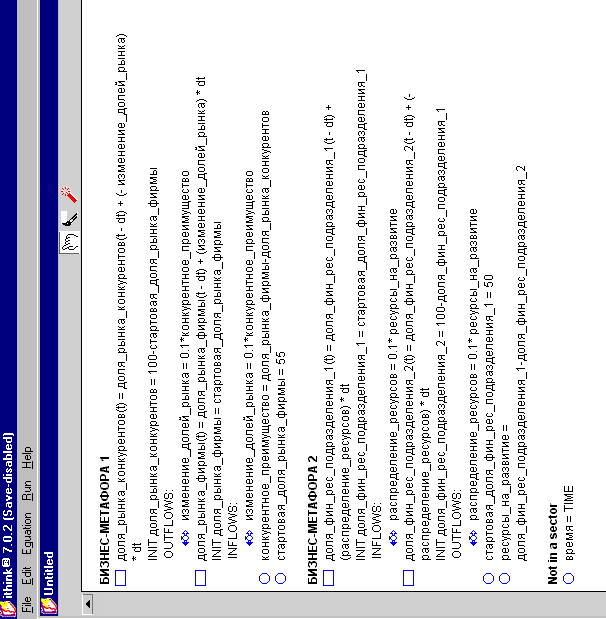 ithink® 7.0.2 (Save-disabled)
File Edit Equation Run Help
Untitled
БИЗНЕС-МЕТАФОРА 1
доля_рынка_конкурентов(t) = доля_рынка_конкурентов(t - dt) + (- изменение_долей_рынка)
* dt
INIT доля_рынка_конкурентов = 100-стартовая_доля_рынка_фирмы
OUTFLOWS:
изменение_долей_рынка = 0.1*конкурентное_преимущество
доля_рынка_фирмы(t) = доля_рынка_фирмы(t - dt) + (изменение_долей_рынка) * dt
INIT доля_рынка_фирмы = стартовая_доля_рынка_фирмы
INFLOWS:
изменение_долей_рынка = 0.1*конкурентное_преимущество
конкурентное_преимущество = доля_рынка_фирмы-доля_рынка_конкурентов
стартовая_доля_рынка_фирмы = 55
БИЗНЕС-МЕТАФОРА 2
доля_фин_рес_подразделения_1(t) = доля_фин_рес_подразделения_1(t - dt) +
(распределение_ресурсов) * dt
INIT доля_фин_рес_подразделения_1 = стартовая_доля_фин_рес_подразделения_1
INFLOWS:
распределение_ресурсов = 0.1* ресурсы_на_развитие
доля_фин_рес_подразделения_2(t) = доля_фин_рес_подразделения_2(t - dt) + (-
распределение_ресурсов) * dt
INIT доля_фин_рес_подразделения_2 = 100-доля_фин_рес_подразделения_1
OUTFLOWS:
распределение_ресурсов = 0.1* ресурсы_на_развитие
стартовая_доля_фин_рес_подразделения_1 = 50
ресурсы_на_развитие =
доля_фин_рес_подразделения_1-доля_фин_рес_подразделения_2
Not in a sector
время = TIME